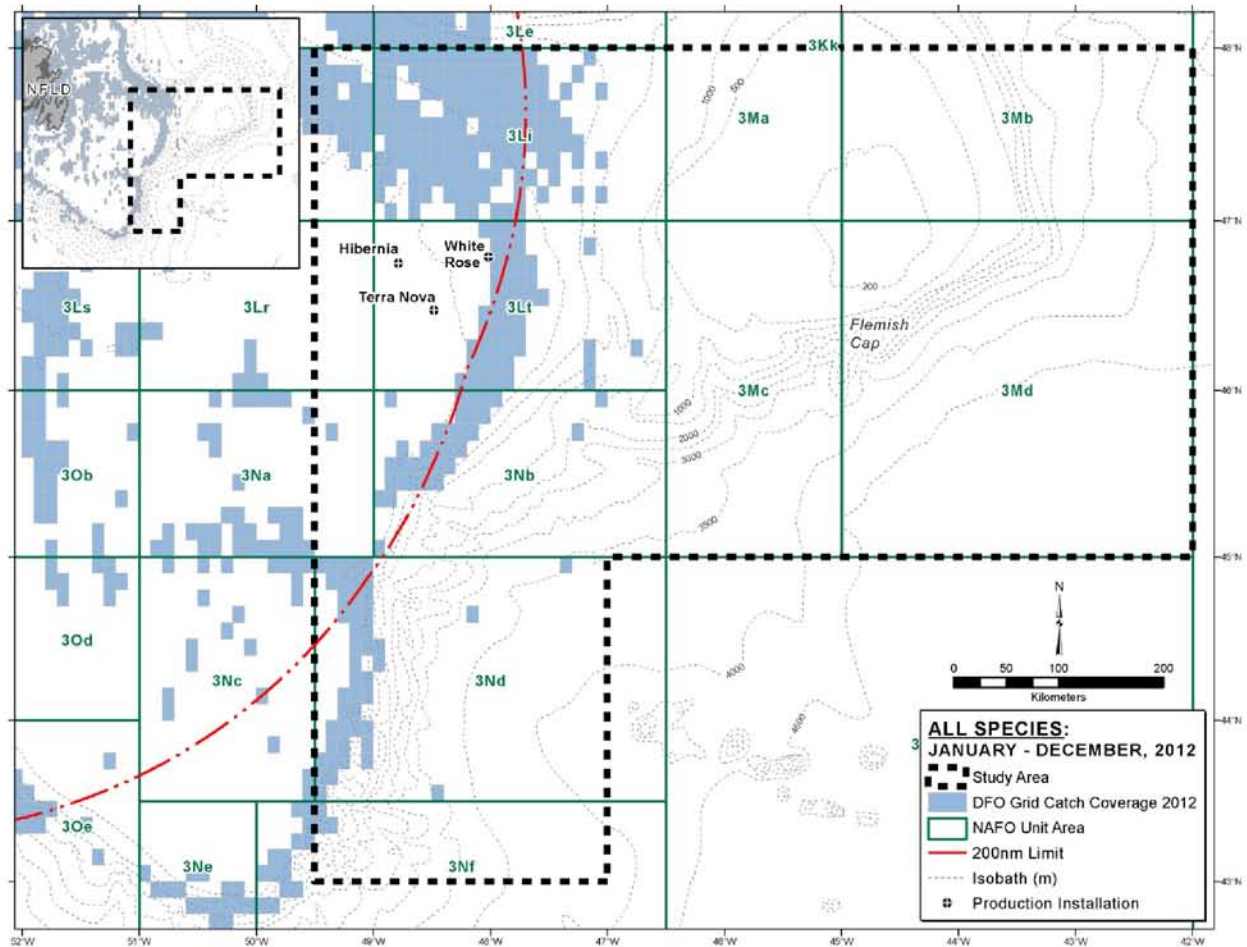 NFLD
3Le
3Kk
48°N
1000
500
3Ma
3Mb
3Li
47°N
Hibernia
White
Rose
Terra Nova
3Ls
3Lr
3Lt
200
Flemish
Cap
46°N
3Mc
3Md
1000
2000
3000
3Ob
3Na
3Nb
3500
45°N
3Od
3Nc
3Nd
4000
4500
N
0 50 100 200
Kilometers
44°N
3
ALL SPECIES:
JANUARY - DECEMBER, 2012
Study Area
DFO Grid Catch Coverage 2012
NAFO Unit Area
200nm Limit
Isobath (m)
Production Installation
3Oe
3Ne
3Nf
43°N
52°W 51°W 50°W 49°W 48°W 47°W 46°W 45°W 44°W 43°W 42°W